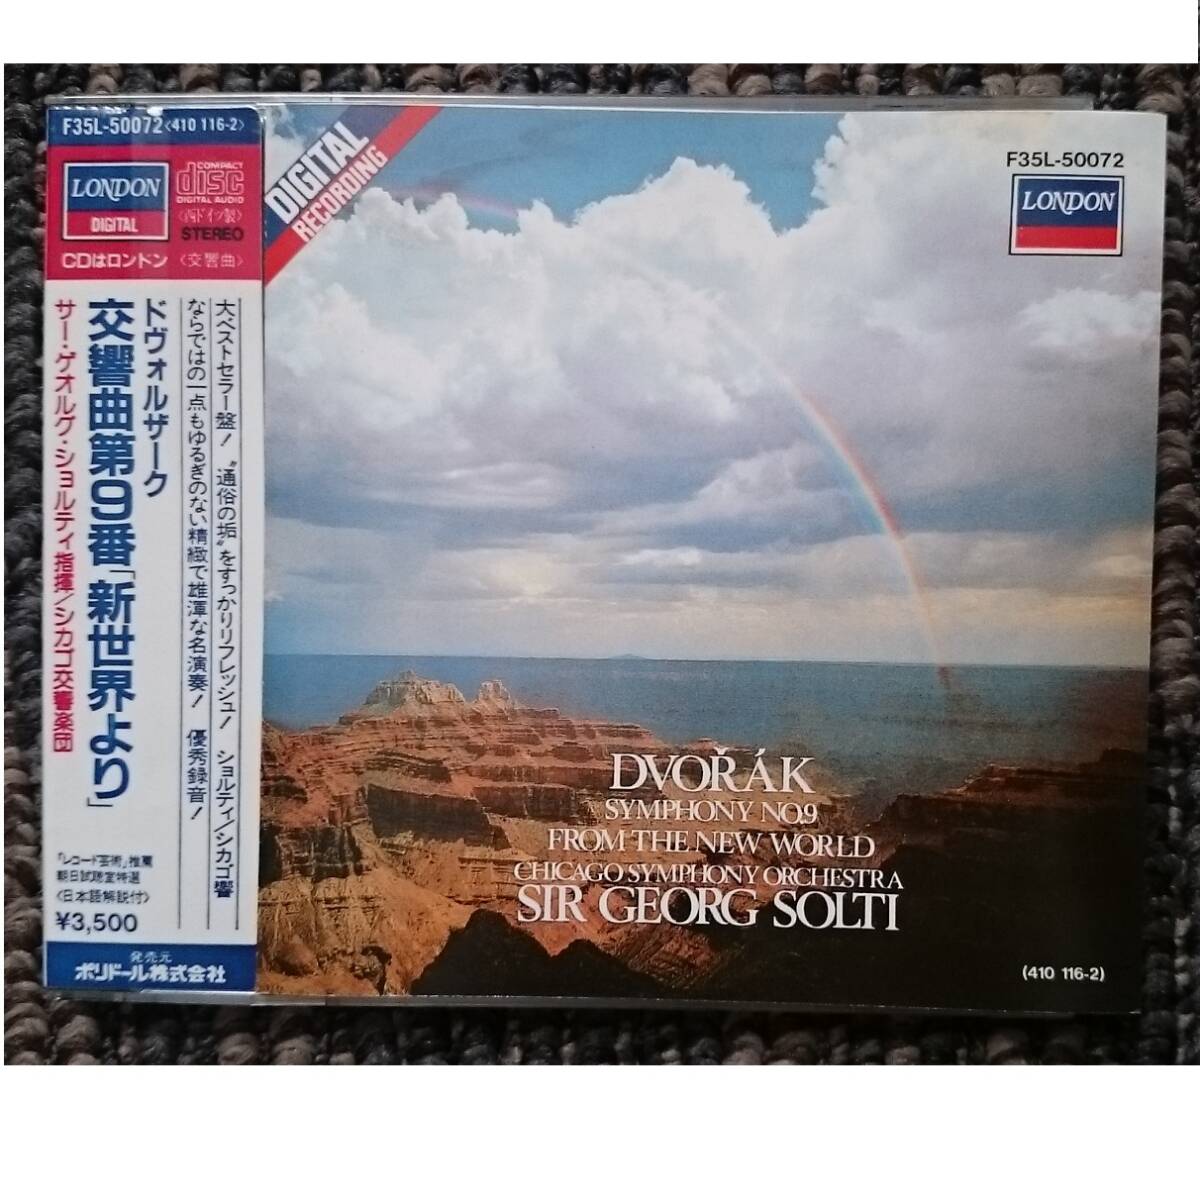 F35L-50072〈410 116-2〉
LONDON
DIGITAL
COMPACT
disc
DIGITAL AUDIO
〈西ドイツ製〉
STEREO
CDはロンドン〈交響曲〉
大ベストセラー盤！“通俗の垢”をすっかりリフレッシュ！ ショルティ/シカゴ響
ならではの一点もゆるぎのない精緻で雄渾な名演奏！ 優秀録音！
ドヴォルザーク
交響曲第9番「新世界より」
サー・ゲオルグ・ショルティ指揮/シカゴ交響楽団
「レコード芸術」推薦
朝日試聴室特選
〈日本語解説付〉
¥3,500
発売元
ポリドール株式会社
DIGITAL
RECORDING
F35L-50072
LONDON
DVOŘÁK
SYMPHONY NO.9
FROM THE NEW WORLD
CHICAGO SYMPHONY ORCHESTRA
SIR GEORG SOLTI
(410 116-2)